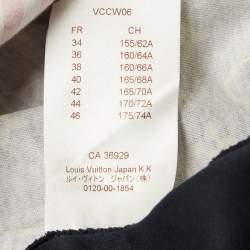 VCCW06
FR CH
34 155/62A
36 160/64A
38 160/66A
40 165/68A
42 165/70A
44 170/72A
46 175/74A
CA 36929
Louis Vuitton Japan K.K
ルイ・ヴィトン ジャパン(株)
0120-00-1854